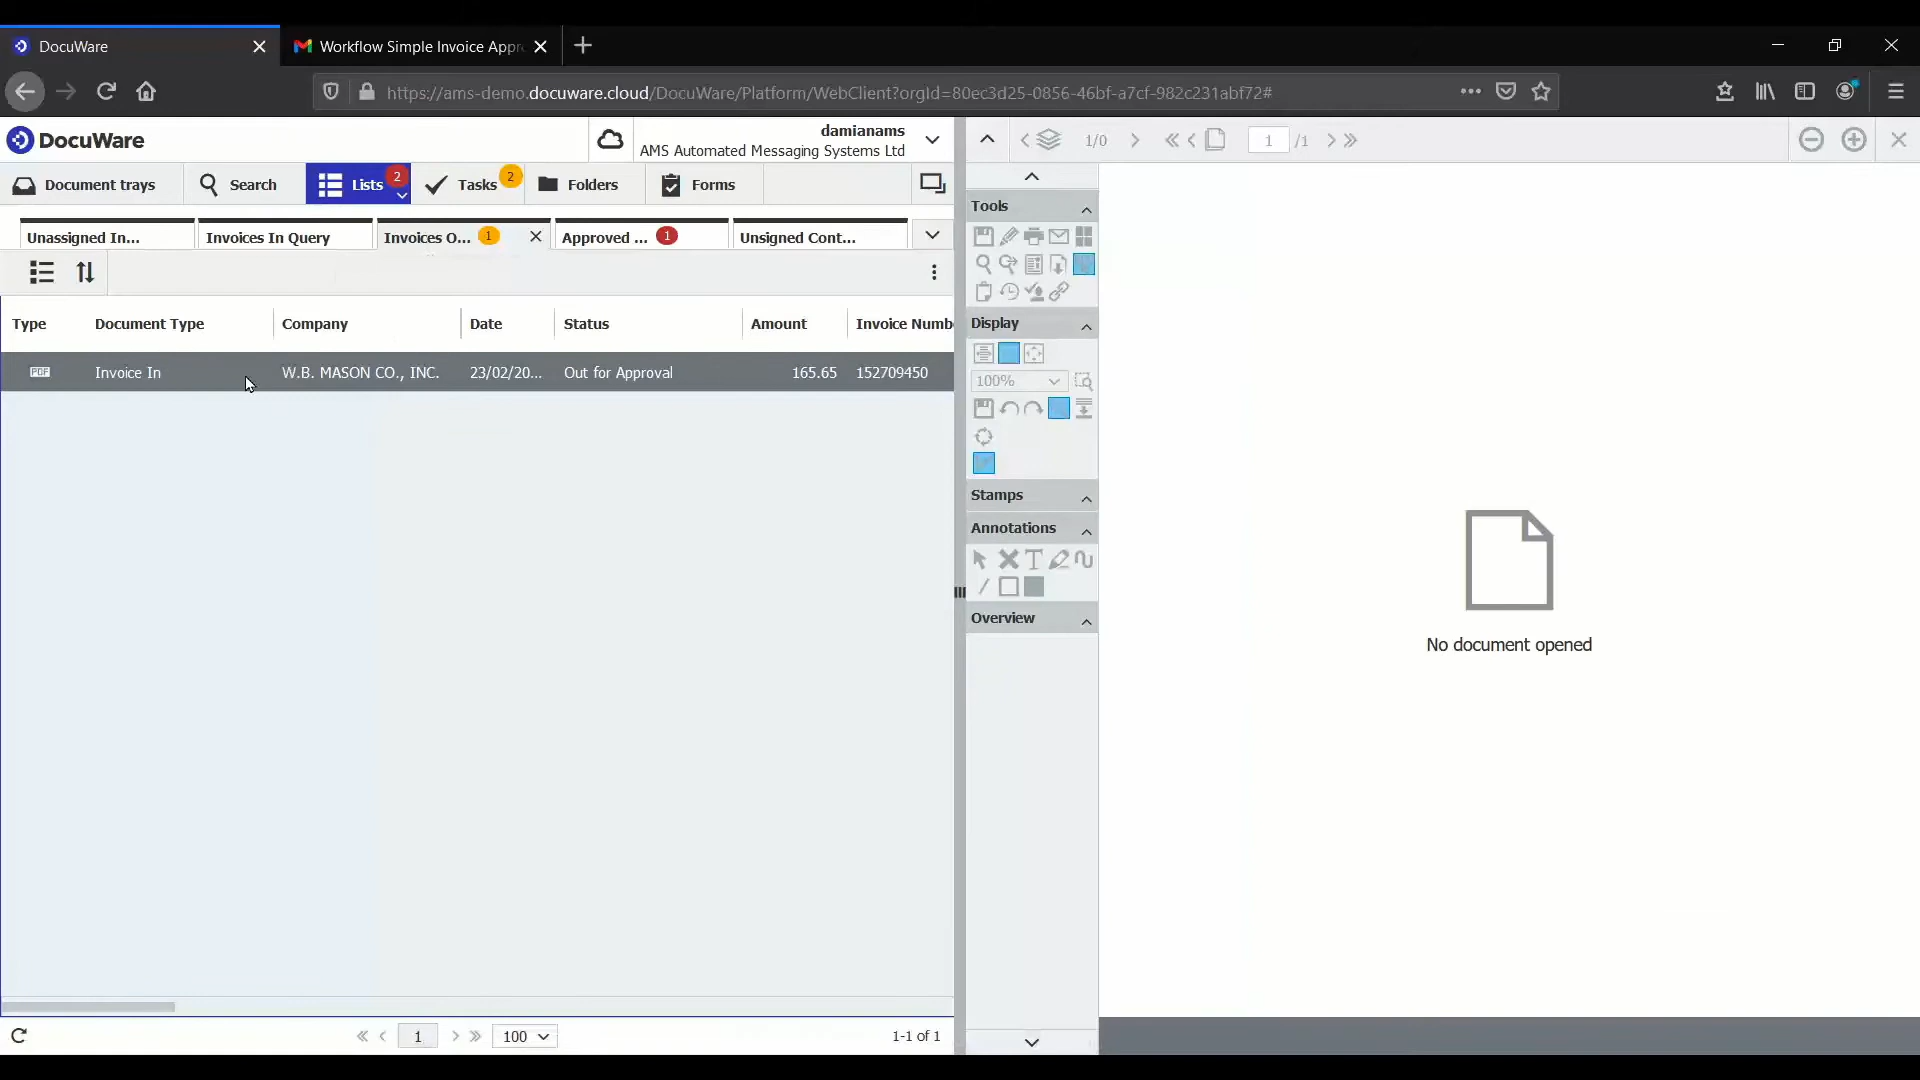 DocuWare
Workflow Simple Invoice Appr
https://ams-demo.docuware.cloud/DocuWare/Platform/WebClient?orgId=80ec3d25-0856-46bf-a7cf-982c231abf72#
DocuWare
damianams
AMS Automated Messaging Systems Ltd
1/0
1 /1
Document trays
Search
Lists 2
Tasks 2
Folders
Forms
Unassigned In...
Invoices In Query
Invoices O... 1
Approved ... 1
Unsigned Cont...
Type Document Type Company Date Status Amount Invoice Numb
PDF Invoice In W.B. MASON CO., INC. 23/02/20... Out for Approval 165.65 152709450
Tools
Display
100%
Stamps
Annotations
T
Overview
No document opened
1
100
1-1 of 1